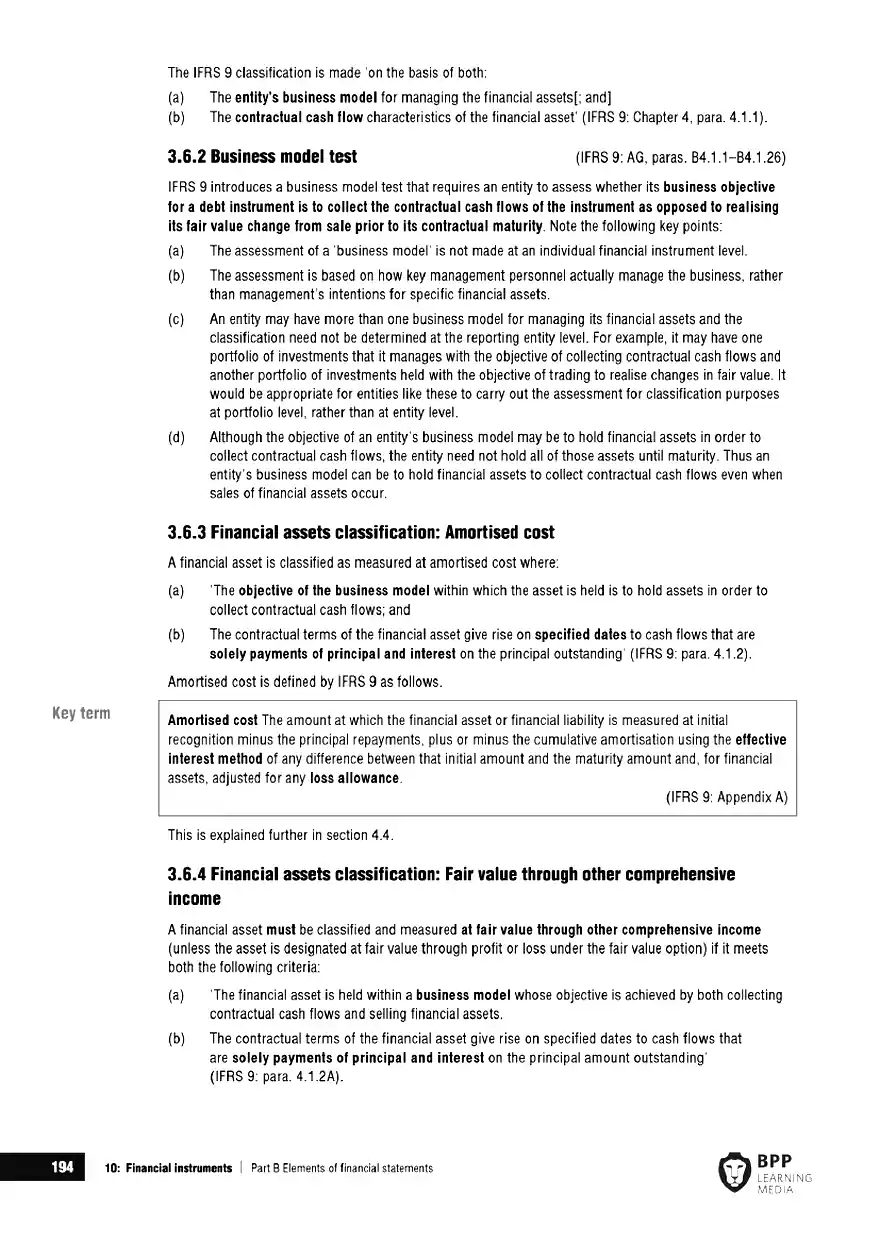 The IFRS 9 classification is made 'on the basis of both:
(a) The entity's business model for managing the financial assets[; and]
(b) The contractual cash flow characteristics of the financial asset' (IFRS 9: Chapter 4, para. 4.1.1).
3.6.2 Business model test (IFRS 9: AG, paras. B4.1.1–B4.1.26)
IFRS 9 introduces a business model test that requires an entity to assess whether its business objective
for a debt instrument is to collect the contractual cash flows of the instrument as opposed to realising
its fair value change from sale prior to its contractual maturity. Note the following key points:
(a) The assessment of a 'business model' is not made at an individual financial instrument level.
(b) The assessment is based on how key management personnel actually manage the business, rather
than management's intentions for specific financial assets.
(c) An entity may have more than one business model for managing its financial assets and the
classification need not be determined at the reporting entity level. For example, it may have one
portfolio of investments that it manages with the objective of collecting contractual cash flows and
another portfolio of investments held with the objective of trading to realise changes in fair value. It
would be appropriate for entities like these to carry out the assessment for classification purposes
at portfolio level, rather than at entity level.
(d) Although the objective of an entity's business model may be to hold financial assets in order to
collect contractual cash flows, the entity need not hold all of those assets until maturity. Thus an
entity's business model can be to hold financial assets to collect contractual cash flows even when
sales of financial assets occur.
3.6.3 Financial assets classification: Amortised cost
A financial asset is classified as measured at amortised cost where:
(a) 'The objective of the business model within which the asset is held is to hold assets in order to
collect contractual cash flows; and
(b) The contractual terms of the financial asset give rise on specified dates to cash flows that are
solely payments of principal and interest on the principal outstanding' (IFRS 9: para. 4.1.2).
Amortised cost is defined by IFRS 9 as follows.
Key term
Amortised cost The amount at which the financial asset or financial liability is measured at initial
recognition minus the principal repayments, plus or minus the cumulative amortisation using the effective
interest method of any difference between that initial amount and the maturity amount and, for financial
assets, adjusted for any loss allowance.
(IFRS 9: Appendix A)
This is explained further in section 4.4.
3.6.4 Financial assets classification: Fair value through other comprehensive
income
A financial asset must be classified and measured at fair value through other comprehensive income
(unless the asset is designated at fair value through profit or loss under the fair value option) if it meets
both the following criteria:
(a) 'The financial asset is held within a business model whose objective is achieved by both collecting
contractual cash flows and selling financial assets.
(b) The contractual terms of the financial asset give rise on specified dates to cash flows that
are solely payments of principal and interest on the principal amount outstanding'
(IFRS 9: para. 4.1.2A).
194 10: Financial instruments | Part B Elements of financial statements
BPP
LEARNING
MEDIA